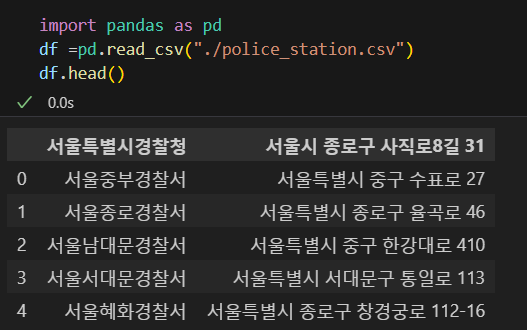 import pandas as pd
df =pd.read_csv("./police_station.csv")
df.head()
0.0s
서울특별시경찰청 서울시 종로구 사직로8길 31
0 서울중부경찰서 서울특별시 중구 수표로 27
1 서울종로경찰서 서울특별시 종로구 율곡로 46
2 서울남대문경찰서 서울특별시 중구 한강대로 410
3 서울서대문경찰서 서울특별시 서대문구 통일로 113
4 서울혜화경찰서 서울특별시 종로구 창경궁로 112-16